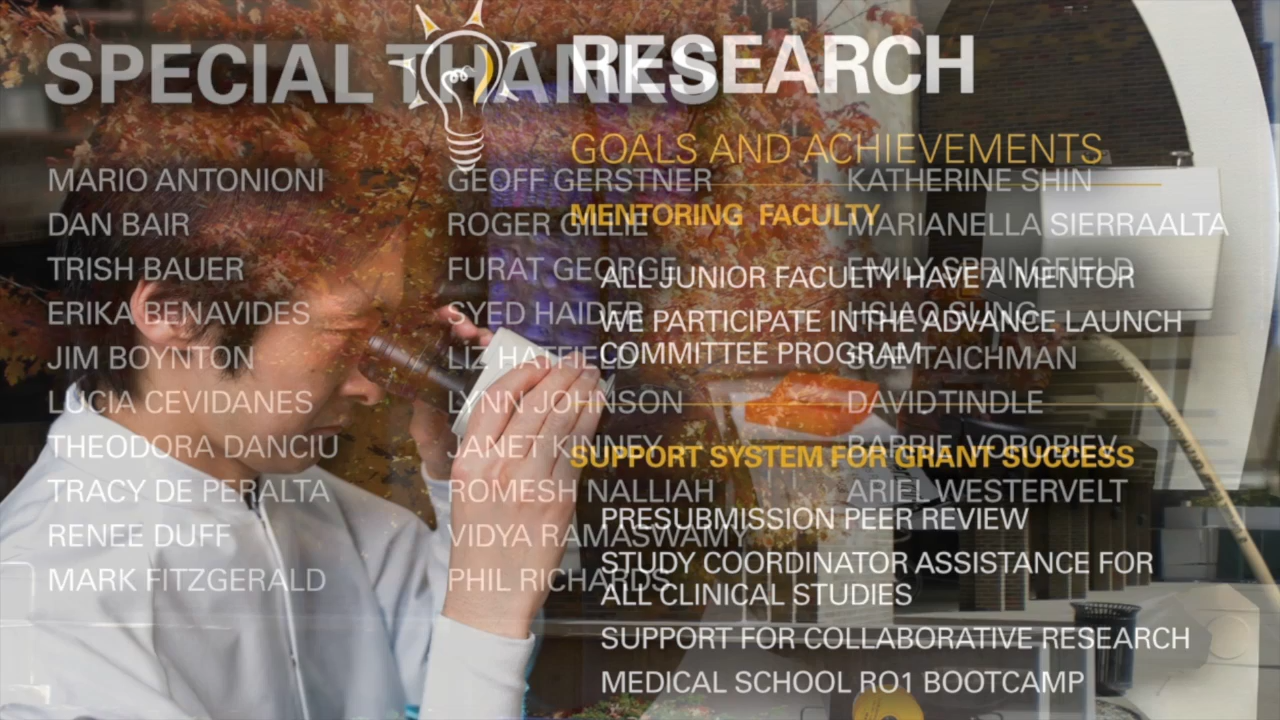 SPECIAL THANKS
MARIO ANTONIONI
DAN BAIR
TRISH BAUER
ERIKA BENAVIDES
JIM BOYNTON
LUCIA CEVIDANES
THEODORA DANCIU
TRACY DE PERALTA
RENEE DUFF
MARK FITZGERALD
GEOFF GERSTNER
ROGER GILLIE
FURAT GEORGE
SYED HAIDER
LIZ HATFIELD
LYNN JOHNSON
JANET KINNEY
ROMESH NALLIAH
VIDYA RAMASWAMY
PHIL RICHARDS
KATHERINE SHIN
MARIANELLA SIERRAALTA
EMILY SPRINGFIELD
HSIAO SUNG
SUE TAICHMAN
DAVID TINDLE
BARRIE VOROBIEV
ARIEL WESTERVELT
RESEARCH
GOALS AND ACHIEVEMENTS
MENTORING FACULTY
ALL JUNIOR FACULTY HAVE A MENTOR
WE PARTICIPATE IN THE ADVANCE LAUNCH
COMMITTEE PROGRAM
SUPPORT SYSTEM FOR GRANT SUCCESS
PRESUBMISSION PEER REVIEW
STUDY COORDINATOR ASSISTANCE FOR
ALL CLINICAL STUDIES
SUPPORT FOR COLLABORATIVE RESEARCH
MEDICAL SCHOOL RO1 BOOTCAMP